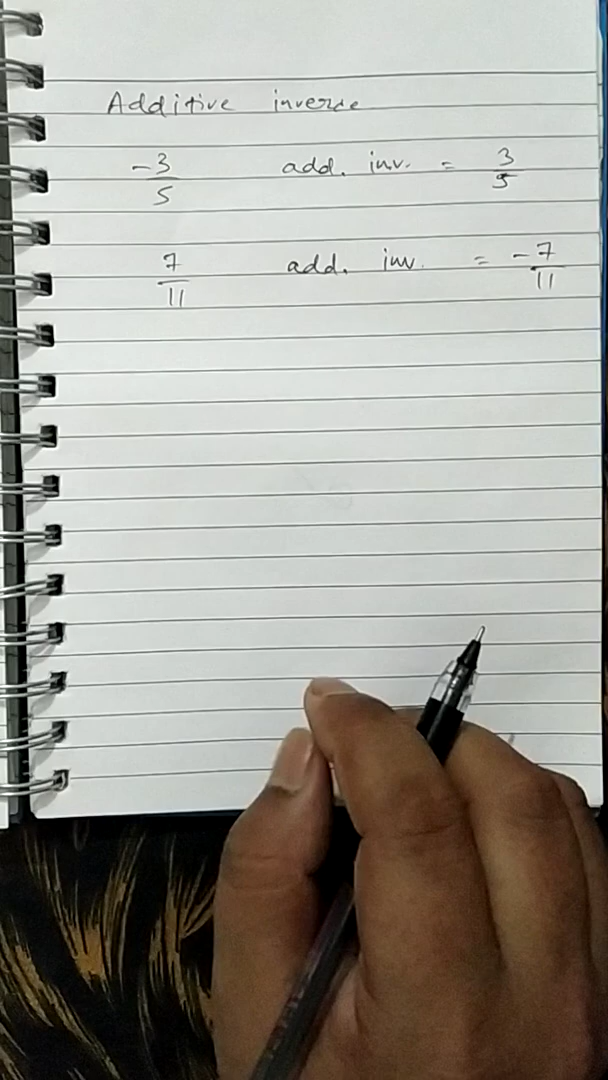 Additive inverse
-3/5 add. inv. = 3/5
7/11 add. inv. = -7/11